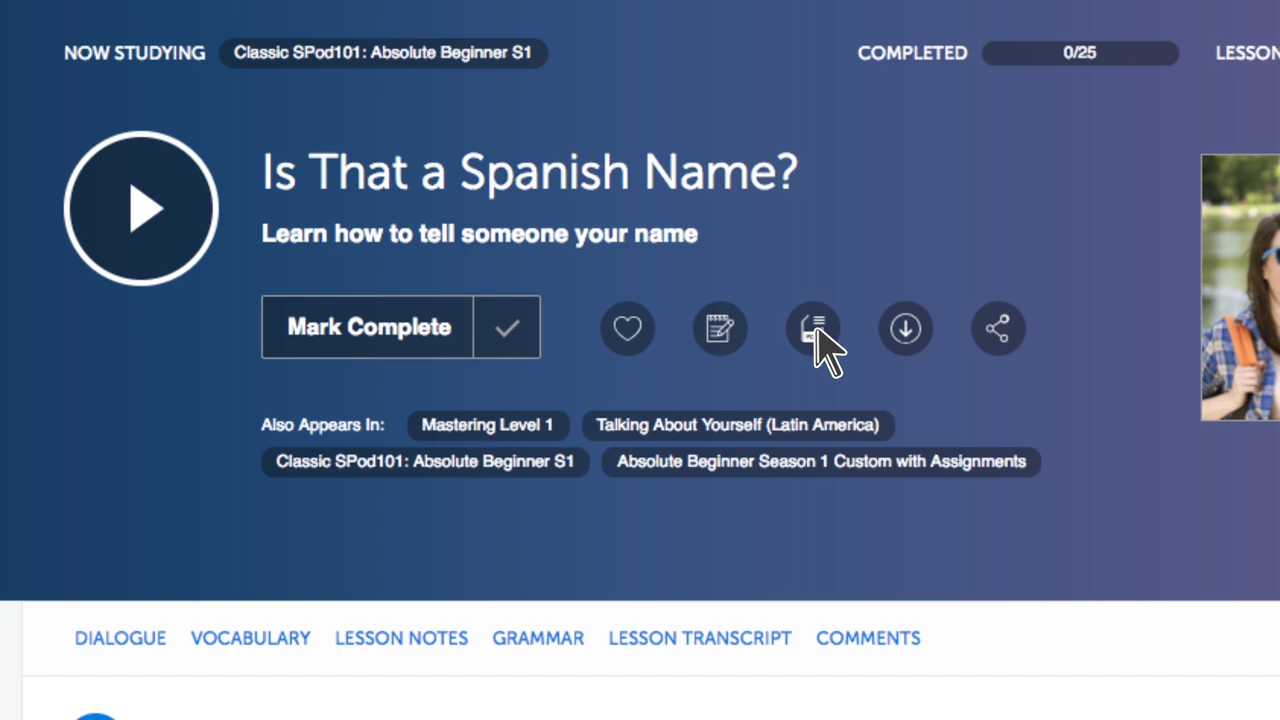 NOW STUDYING Classic SPod101: Absolute Beginner S1 COMPLETED 0/25 LESSON
Is That a Spanish Name?
Learn how to tell someone your name
Mark Complete
Also Appears In: Mastering Level 1 Talking About Yourself (Latin America)
Classic SPod101: Absolute Beginner S1 Absolute Beginner Season 1 Custom with Assignments
DIALOGUE VOCABULARY LESSON NOTES GRAMMAR LESSON TRANSCRIPT COMMENTS